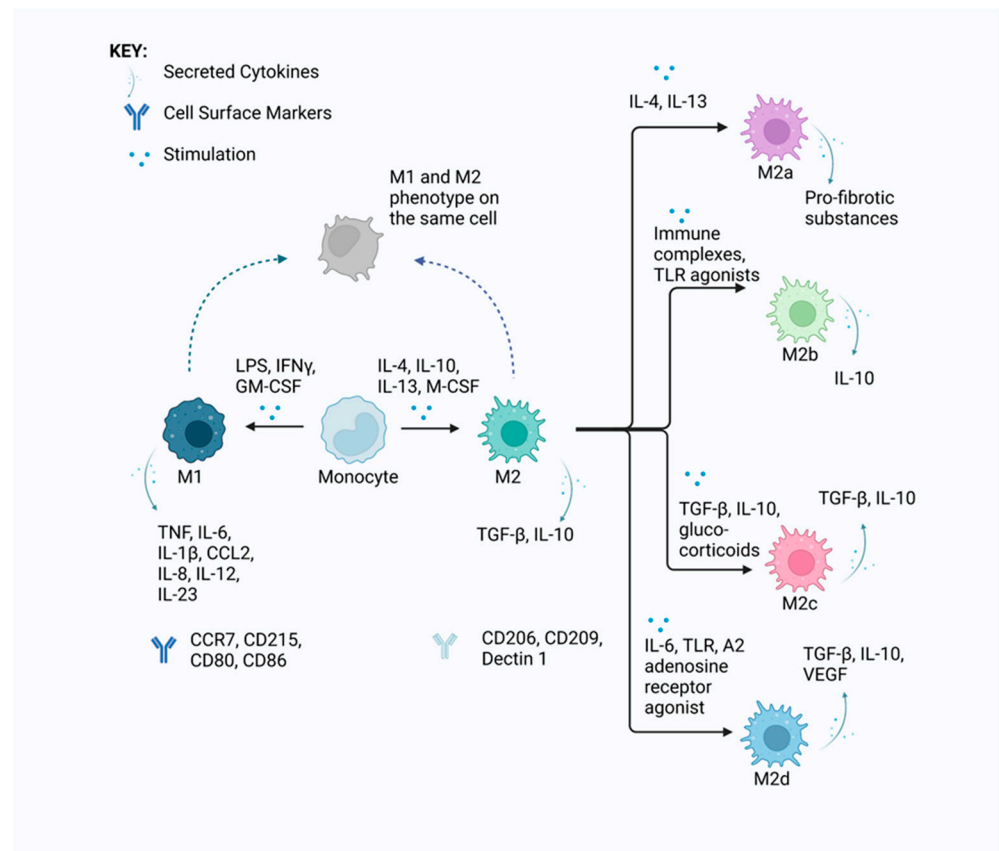 KEY:
Secreted Cytokines
Cell Surface Markers
Stimulation
M1 and M2
phenotype on
the same cell
LPS, IFNγ,
GM-CSF
IL-4, IL-10,
IL-13, M-CSF
M1
Monocyte
M2
TNF, IL-6,
IL-1β, CCL2,
IL-8, IL-12,
IL-23
TGF-β, IL-10
CCR7, CD215,
CD80, CD86
CD206, CD209,
Dectin 1
IL-4, IL-13
M2a
Pro-fibrotic
substances
Immune
complexes,
TLR agonists
M2b
IL-10
TGF-β, IL-10,
gluco-
corticoids
TGF-β, IL-10
M2c
IL-6, TLR, A2
adenosine
receptor
agonist
TGF-β, IL-10,
VEGF
M2d